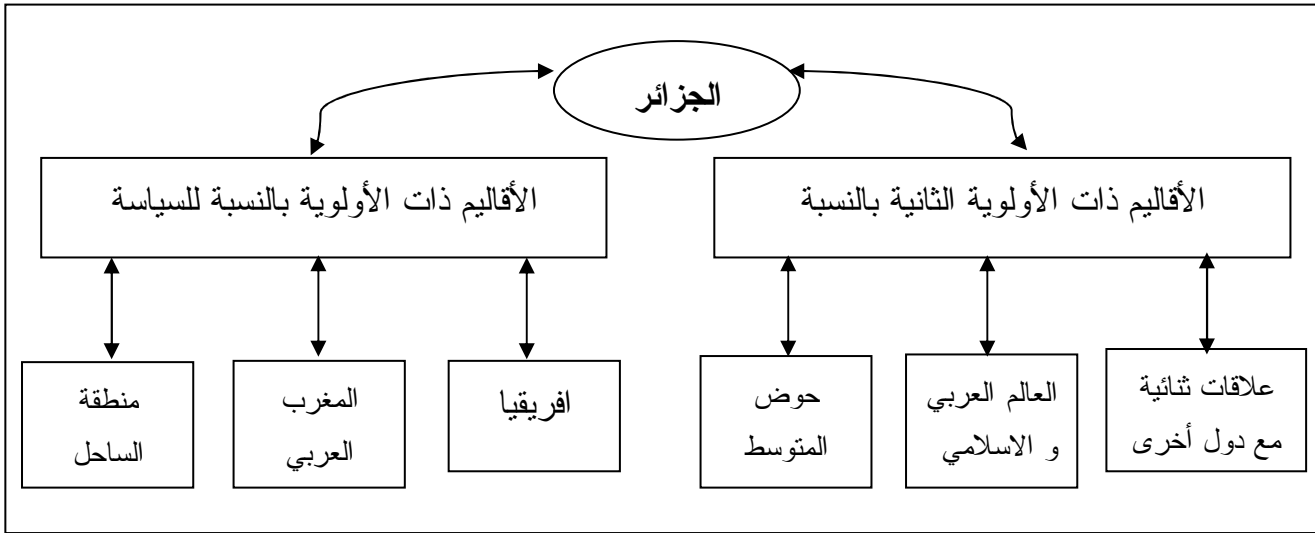 الجزائر
الأقاليم ذات الأولوية الثانية بالنسبة
الأقاليم ذات الأولوية بالنسبة للسياسة
علاقات ثنائية
مع دول أخرى
العالم العربي
و الاسلامي
حوض
المتوسط
افريقيا
المغرب
العربي
منطقة
الساحل